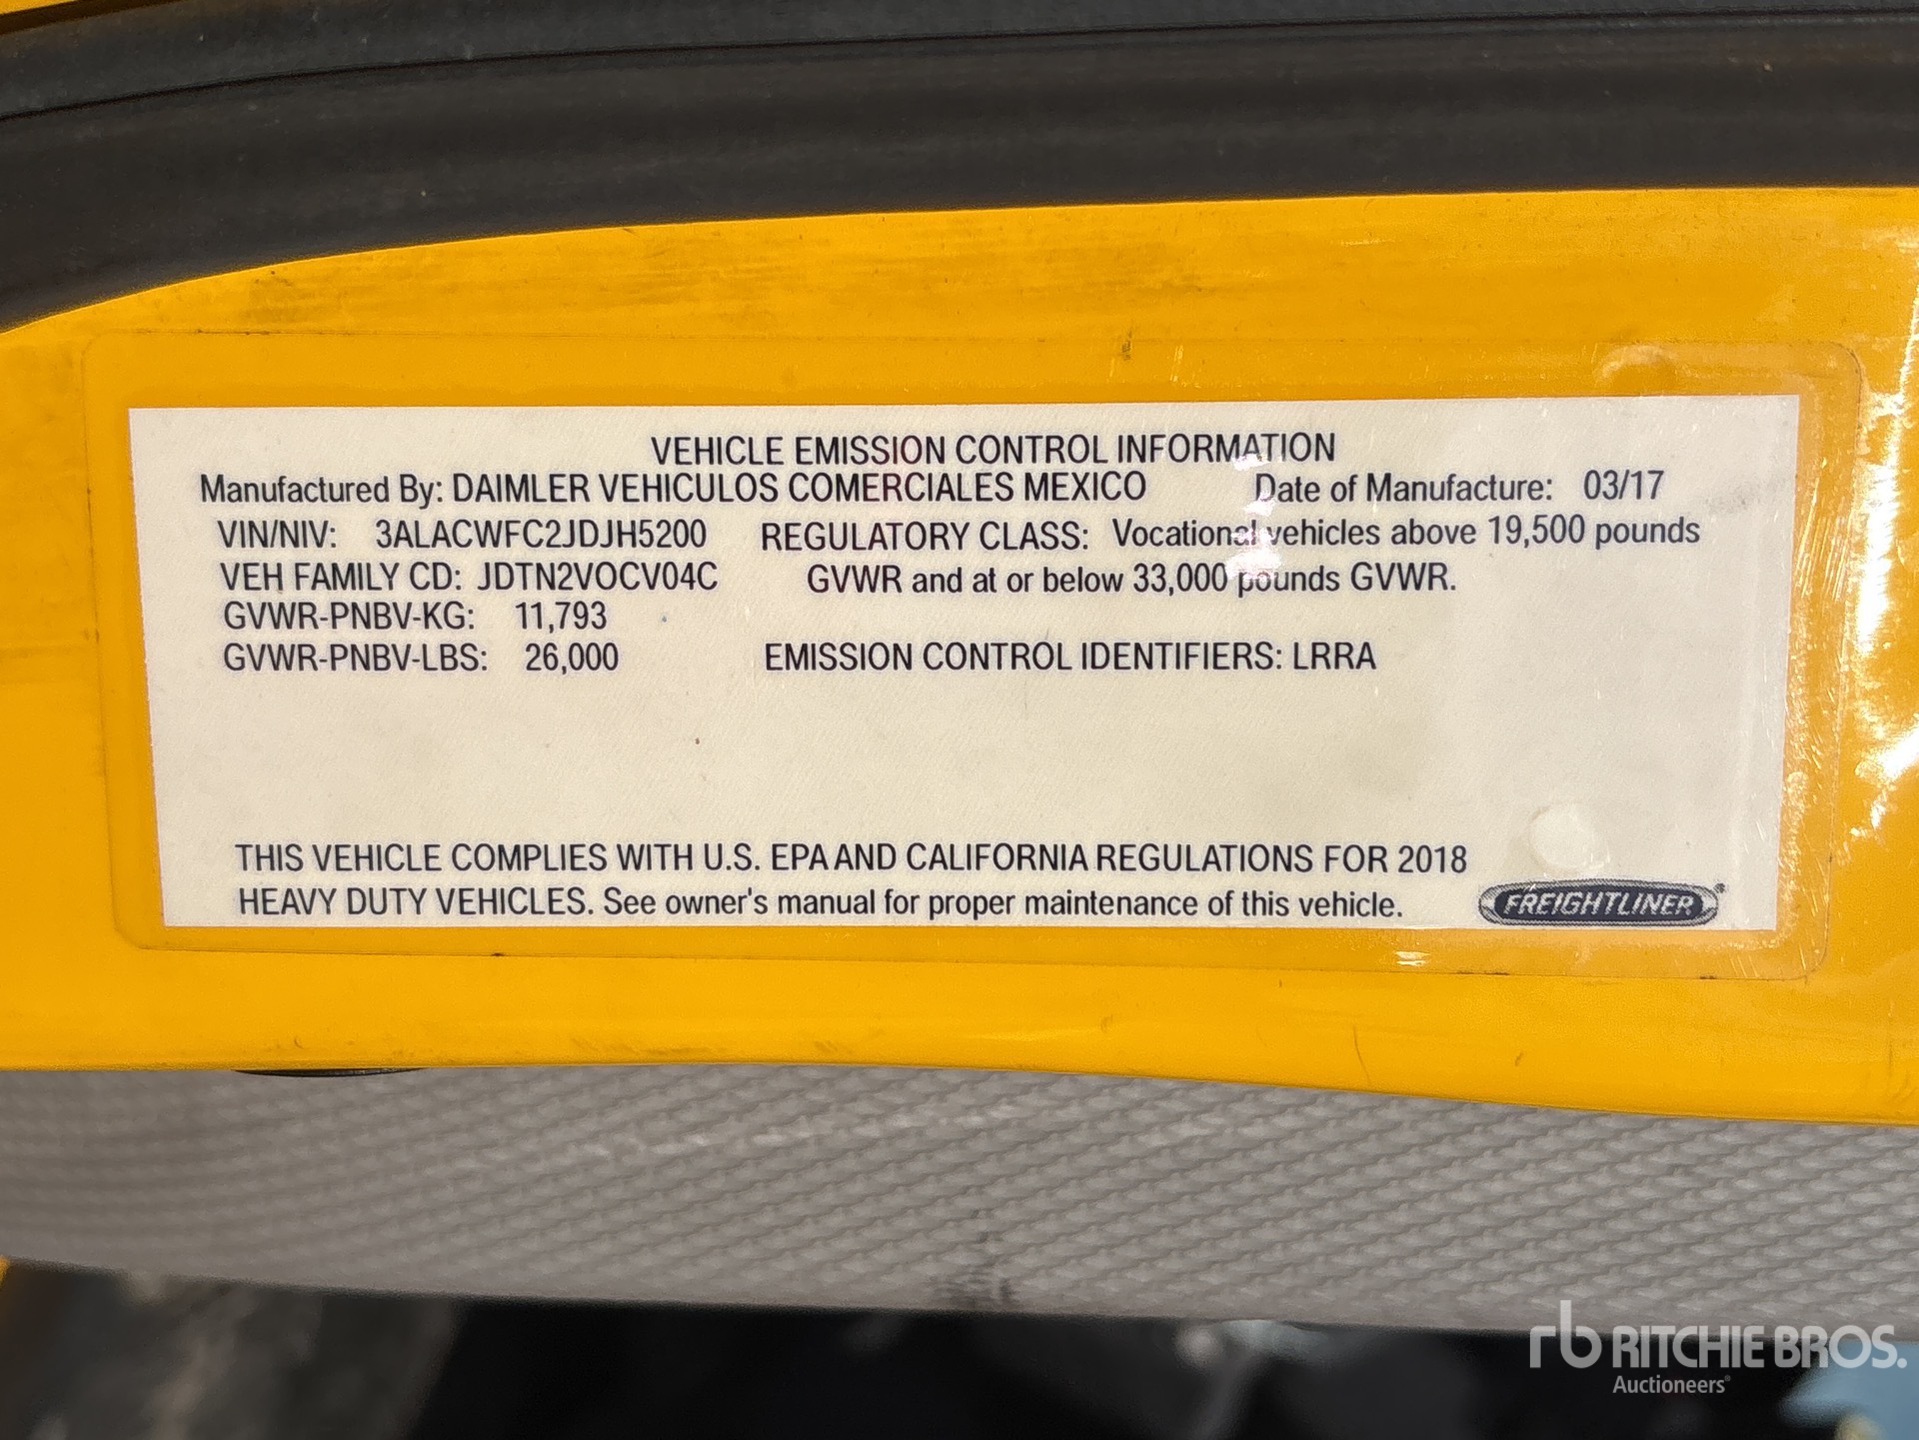 VEHICLE EMISSION CONTROL INFORMATION
Manufactured By: DAIMLER VEHICULOS COMERCIALES MEXICO Date of Manufacture: 03/17
VIN/NIV: 3ALACWFC2JDJH5200 REGULATORY CLASS: Vocational vehicles above 19,500 pounds
VEH FAMILY CD: JDTN2VOCV04C GVWR and at or below 33,000 pounds GVWR.
GVWR-PNBV-KG: 11,793
GVWR-PNBV-LBS: 26,000 EMISSION CONTROL IDENTIFIERS: LRRA
THIS VEHICLE COMPLIES WITH U.S. EPA AND CALIFORNIA REGULATIONS FOR 2018
HEAVY DUTY VEHICLES. See owner's manual for proper maintenance of this vehicle.
FREIGHTLINER®
rb RITCHIE BROS.
Auctioneers®